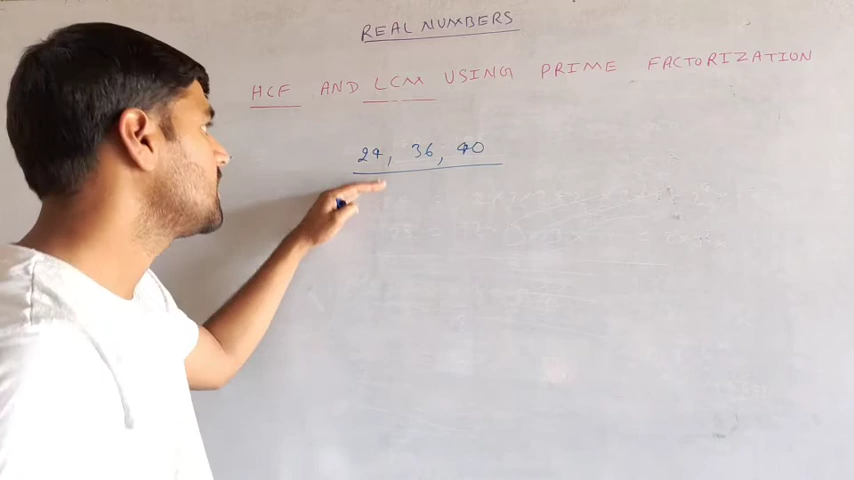 REAL NUMBERS
HCF AND LCM USING PRIME FACTORIZATION
24, 36, 40